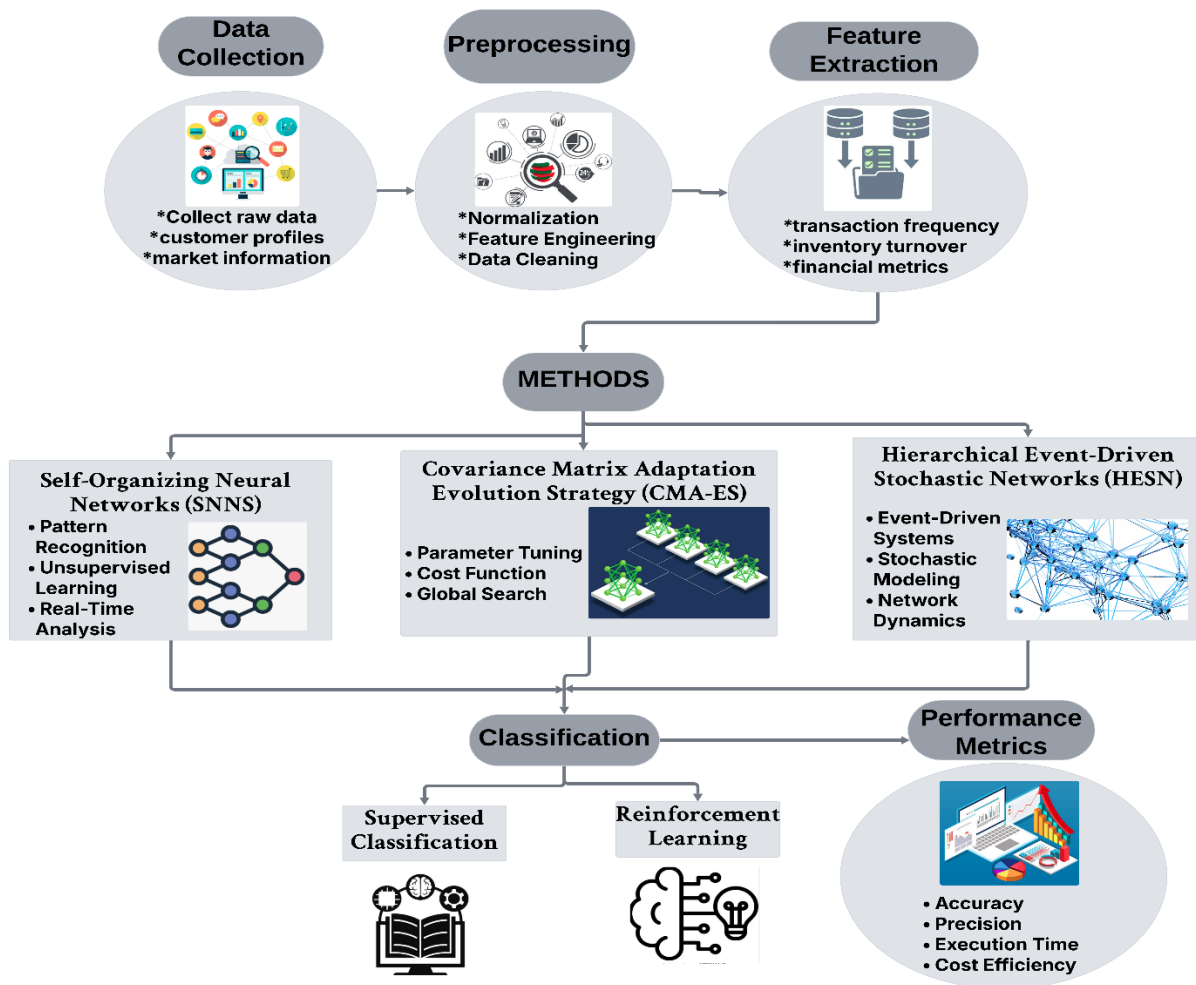 Data
Collection
Preprocessing
Feature
Extraction
*Collect raw data
*customer profiles
*market information
*Normalization
*Feature Engineering
*Data Cleaning
*transaction frequency
*inventory turnover
*financial metrics
METHODS
Self-Organizing Neural
Networks (SNNS)
• Pattern
Recognition
• Unsupervised
Learning
• Real-Time
Analysis
Covariance Matrix Adaptation
Evolution Strategy (CMA-ES)
• Parameter Tuning
• Cost Function
• Global Search
Hierarchical Event-Driven
Stochastic Networks (HESN)
• Event-Driven
Systems
• Stochastic
Modeling
• Network
Dynamics
Classification
Performance
Metrics
Supervised
Classification
Reinforcement
Learning
• Accuracy
• Precision
• Execution Time
• Cost Efficiency